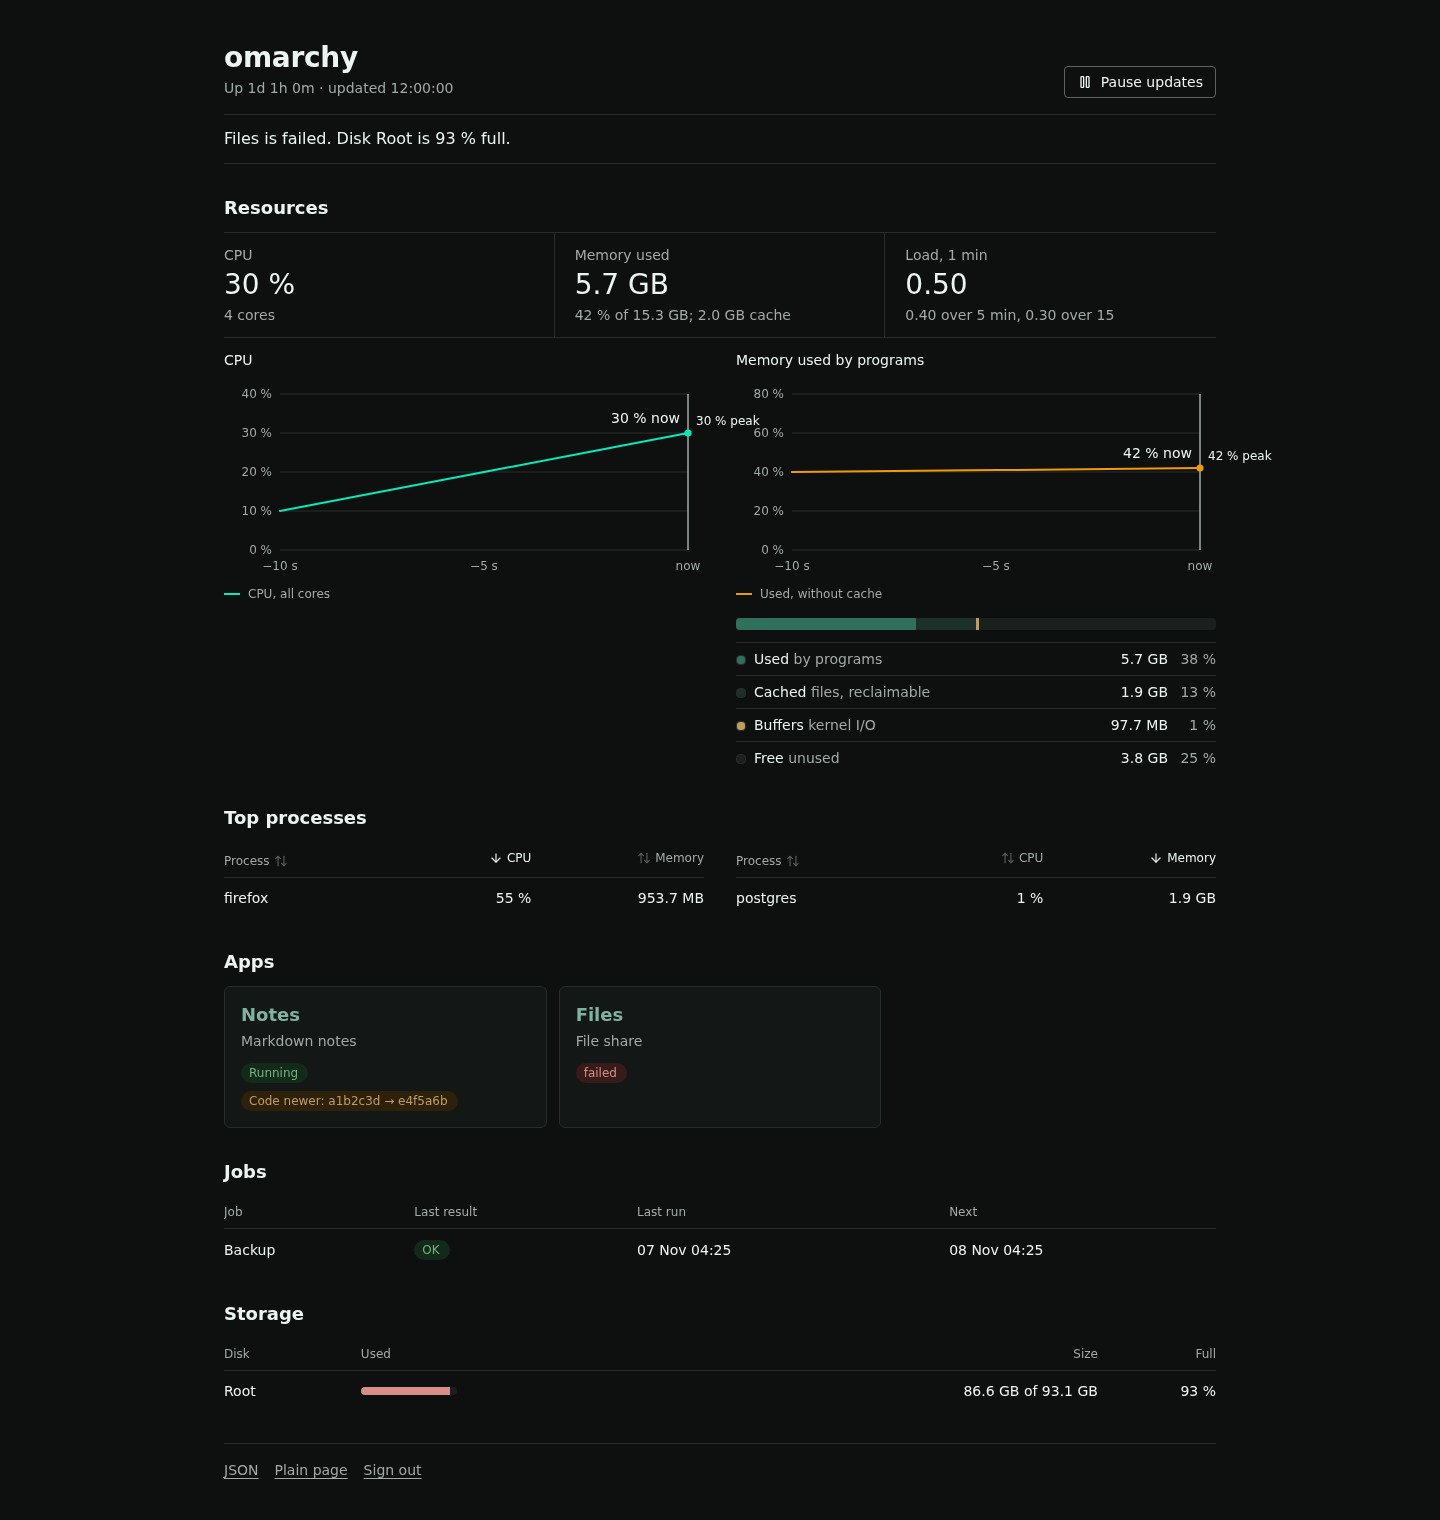 omarchy
Up 1d 1h 0m · updated 12:00:00
Pause updates
Files is failed. Disk Root is 93 % full.
Resources
CPU
30 %
4 cores
Memory used
5.7 GB
42 % of 15.3 GB; 2.0 GB cache
Load, 1 min
0.50
0.40 over 5 min, 0.30 over 15
CPU
40 %
30 %
20 %
10 %
0 %
30 % now
30 % peak
−10 s
−5 s
now
CPU, all cores
Memory used by programs
80 %
60 %
40 %
20 %
0 %
42 % now
42 % peak
−10 s
−5 s
now
Used, without cache
Used by programs 5.7 GB 38 %
Cached files, reclaimable 1.9 GB 13 %
Buffers kernel I/O 97.7 MB 1 %
Free unused 3.8 GB 25 %
Top processes
Process CPU Memory
firefox 55 % 953.7 MB
Process CPU Memory
postgres 1 % 1.9 GB
Apps
Notes
Markdown notes
Running
Code newer: a1b2c3d → e4f5a6b
Files
File share
failed
Jobs
Job Last result Last run Next
Backup OK 07 Nov 04:25 08 Nov 04:25
Storage
Disk Used Size Full
Root 86.6 GB of 93.1 GB 93 %
JSON Plain page Sign out